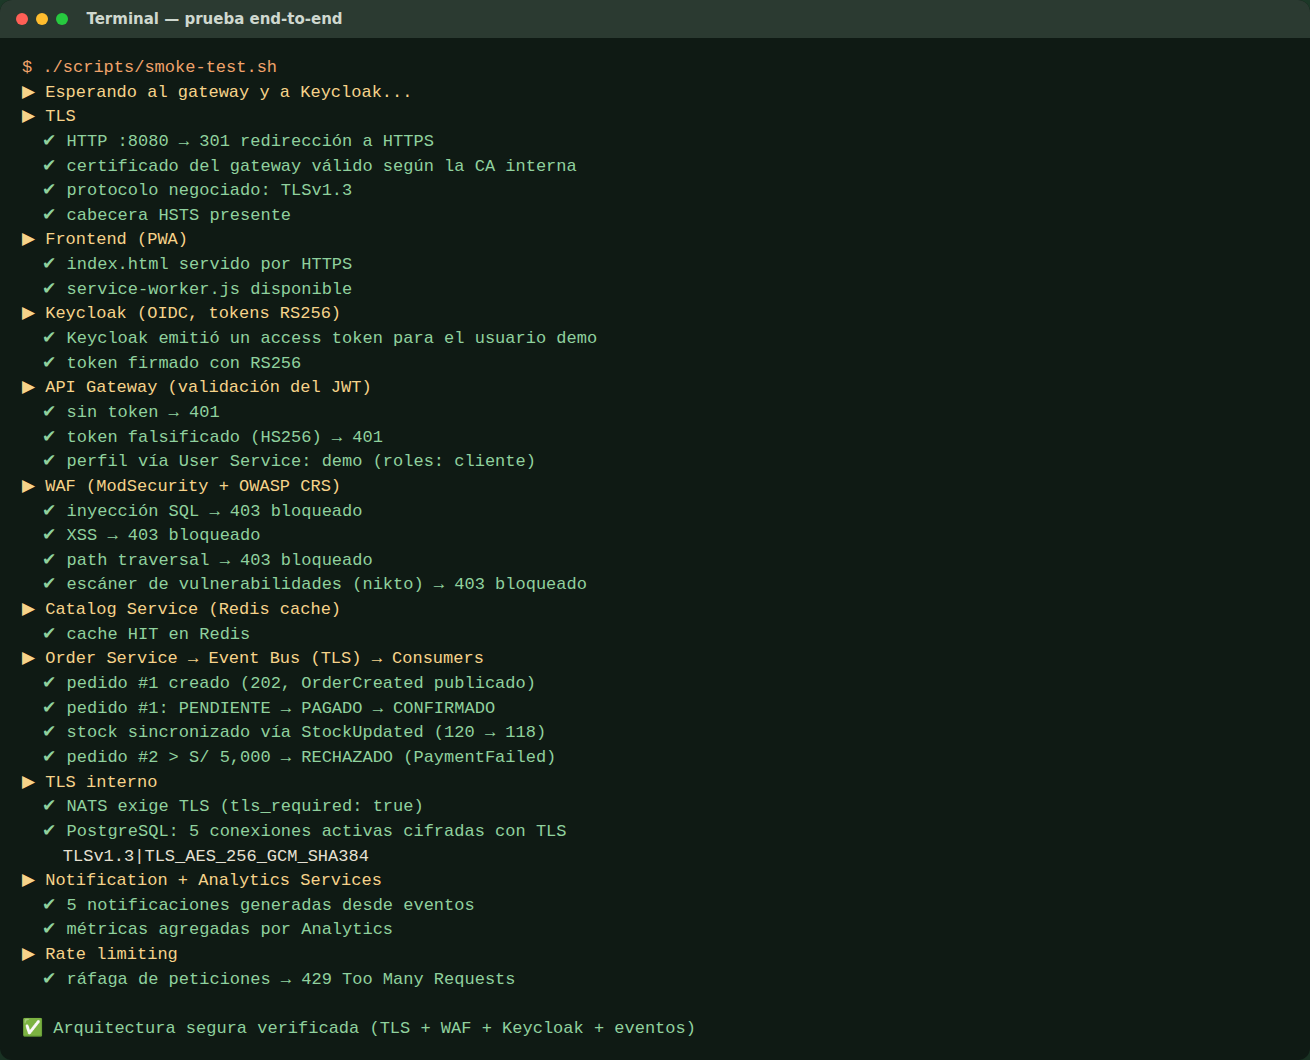 Terminal — prueba end-to-end
$ ./scripts/smoke-test.sh
▶ Esperando al gateway y a Keycloak...
▶ TLS
✔ HTTP :8080 → 301 redirección a HTTPS
✔ certificado del gateway válido según la CA interna
✔ protocolo negociado: TLSv1.3
✔ cabecera HSTS presente
▶ Frontend (PWA)
✔ index.html servido por HTTPS
✔ service-worker.js disponible
▶ Keycloak (OIDC, tokens RS256)
✔ Keycloak emitió un access token para el usuario demo
✔ token firmado con RS256
▶ API Gateway (validación del JWT)
✔ sin token → 401
✔ token falsificado (HS256) → 401
✔ perfil vía User Service: demo (roles: cliente)
▶ WAF (ModSecurity + OWASP CRS)
✔ inyección SQL → 403 bloqueado
✔ XSS → 403 bloqueado
✔ path traversal → 403 bloqueado
✔ escáner de vulnerabilidades (nikto) → 403 bloqueado
▶ Catalog Service (Redis cache)
✔ cache HIT en Redis
▶ Order Service → Event Bus (TLS) → Consumers
✔ pedido #1 creado (202, OrderCreated publicado)
✔ pedido #1: PENDIENTE → PAGADO → CONFIRMADO
✔ stock sincronizado vía StockUpdated (120 → 118)
✔ pedido #2 > S/ 5,000 → RECHAZADO (PaymentFailed)
▶ TLS interno
✔ NATS exige TLS (tls_required: true)
✔ PostgreSQL: 5 conexiones activas cifradas con TLS
TLSv1.3|TLS_AES_256_GCM_SHA384
▶ Notification + Analytics Services
✔ 5 notificaciones generadas desde eventos
✔ métricas agregadas por Analytics
▶ Rate limiting
✔ ráfaga de peticiones → 429 Too Many Requests
✅ Arquitectura segura verificada (TLS + WAF + Keycloak + eventos)